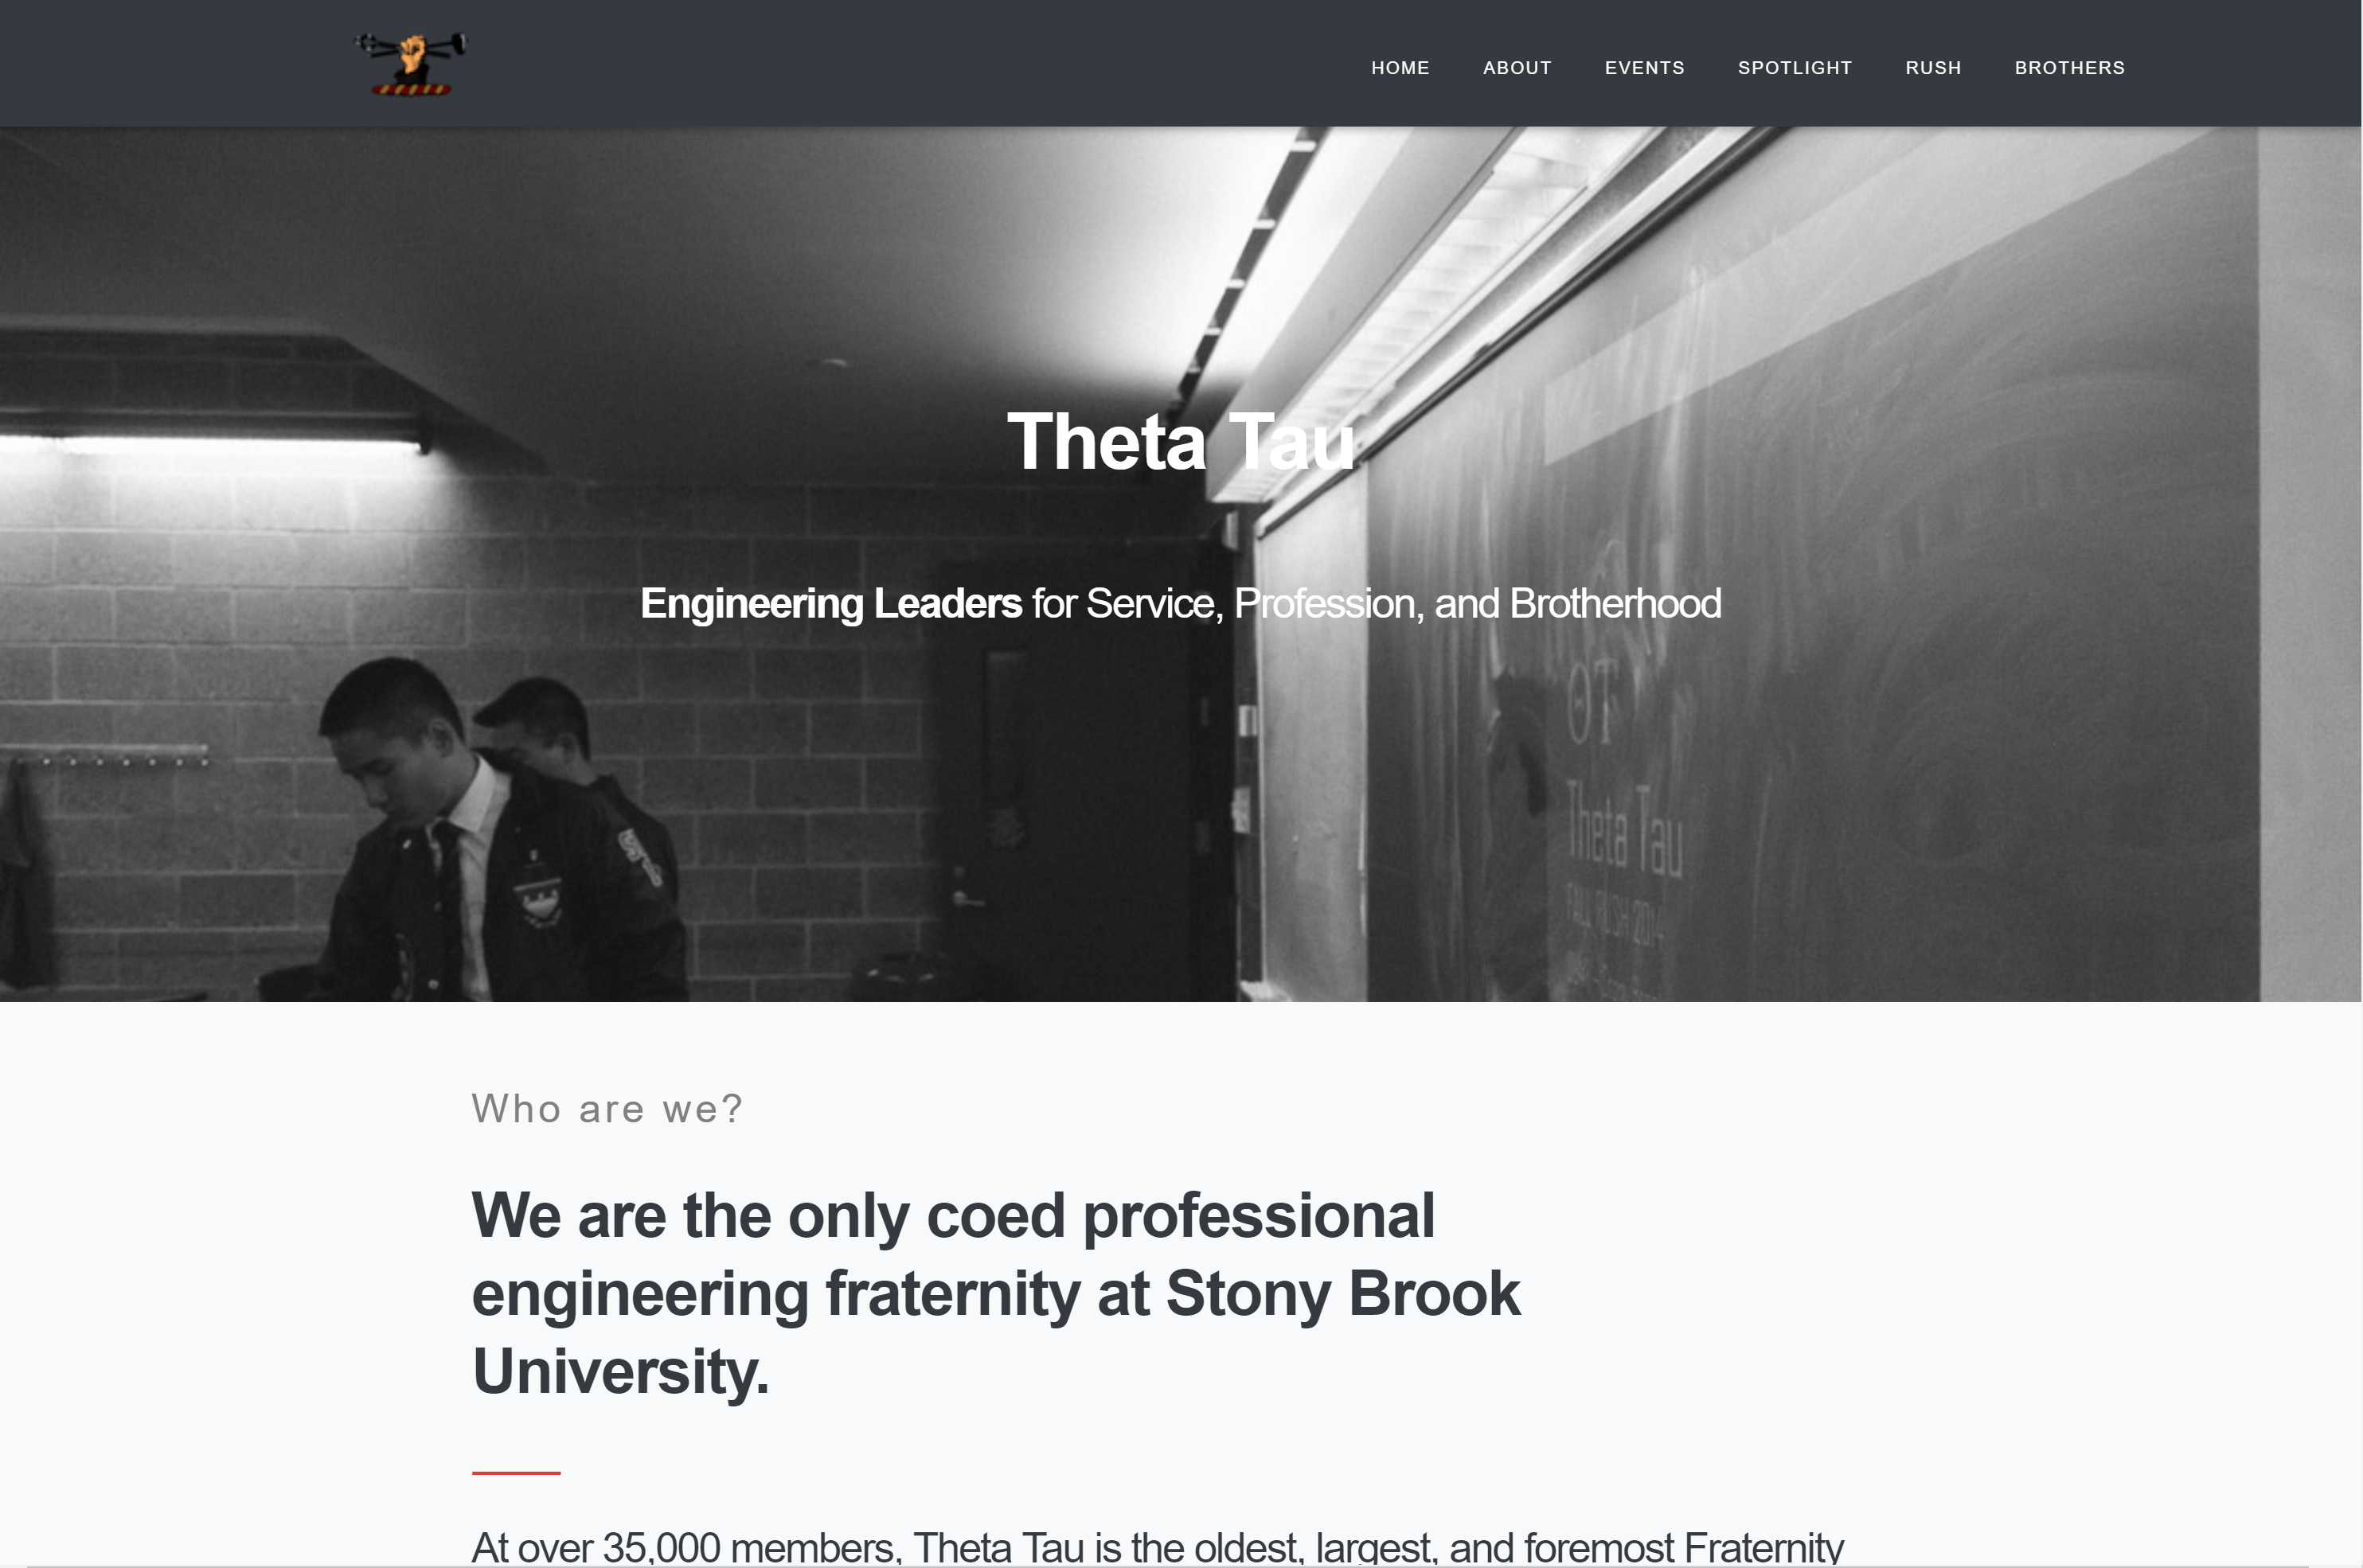 HOME ABOUT EVENTS SPOTLIGHT RUSH BROTHERS
Theta Tau
Engineering Leaders for Service, Profession, and Brotherhood
ΘΤ
Theta Tau
FALL RUSH 2014
Who are we?
We are the only coed professional
engineering fraternity at Stony Brook
University.
At over 35,000 members, Theta Tau is the oldest, largest, and foremost Fraternity